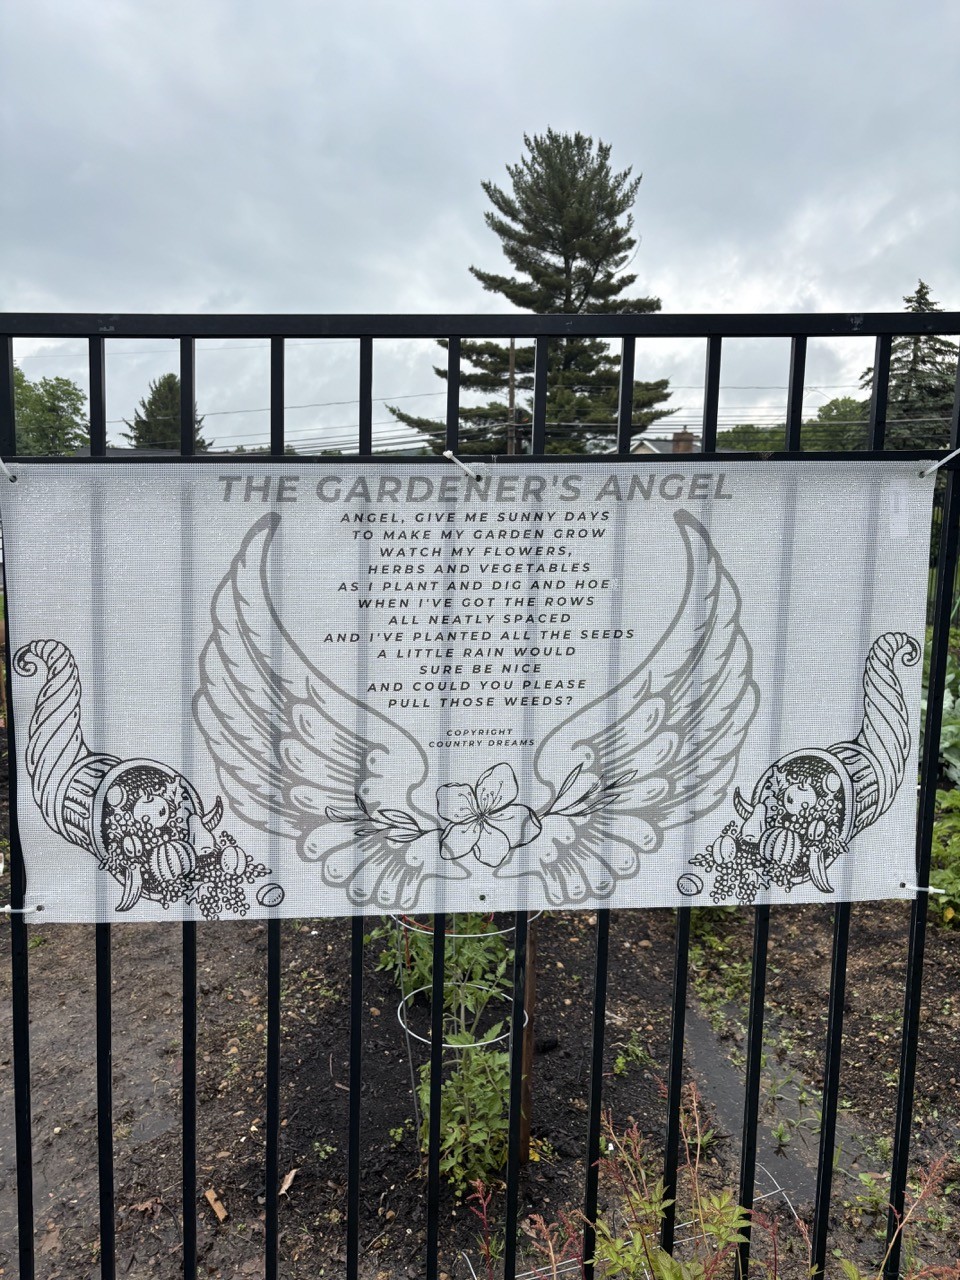 THE GARDENER'S ANGEL
ANGEL, GIVE ME SUNNY DAYS
TO MAKE MY GARDEN GROW
WATCH MY FLOWERS,
HERBS AND VEGETABLES
AS I PLANT AND DIG AND HOE
WHEN I'VE GOT THE ROWS
ALL NEATLY SPACED
AND I'VE PLANTED ALL THE SEEDS
A LITTLE RAIN WOULD
SURE BE NICE
AND COULD YOU PLEASE
PULL THOSE WEEDS?
COPYRIGHT
COUNTRY DREAMS